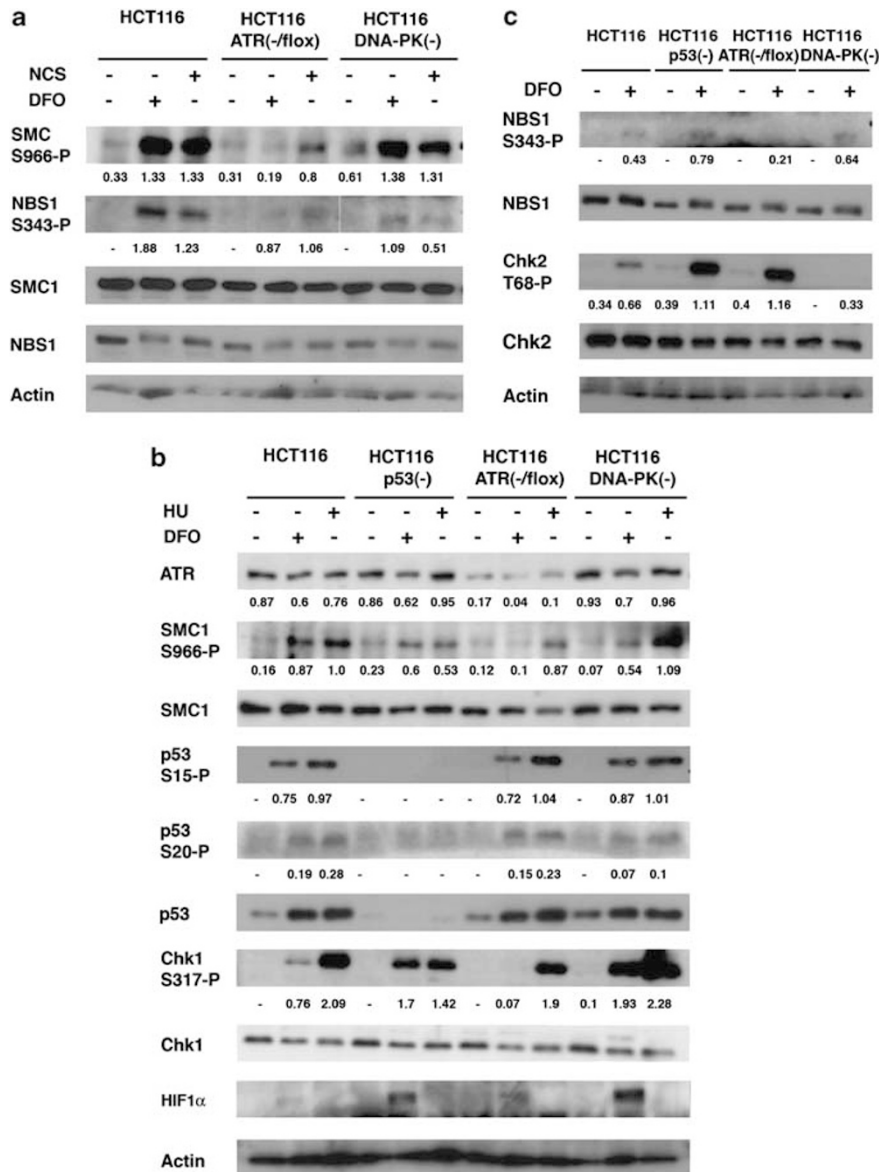 a
HCT116 HCT116 ATR(-/flox) HCT116 DNA-PK(-)
NCS - - + - - + - - +
DFO - + - - + - - + -
SMC S966-P
0.33 1.33 1.33 0.31 0.19 0.8 0.61 1.38 1.31
NBS1 S343-P
- 1.88 1.23 - 0.87 1.06 - 1.09 0.51
SMC1
NBS1
Actin
c
HCT116 HCT116 p53(-) HCT116 ATR(-/flox) HCT116 DNA-PK(-)
DFO - + - + - + - +
NBS1 S343-P
- 0.43 - 0.79 - 0.21 - 0.64
NBS1
Chk2 T68-P
0.34 0.66 0.39 1.11 0.4 1.16 - 0.33
Chk2
Actin
b
HCT116 HCT116 p53(-) HCT116 ATR(-/flox) HCT116 DNA-PK(-)
HU - - + - - + - - + - - +
DFO - + - - + - - + - - + -
ATR
0.87 0.6 0.76 0.86 0.62 0.95 0.17 0.04 0.1 0.93 0.7 0.96
SMC1 S966-P
0.16 0.87 1.0 0.23 0.6 0.53 0.12 0.1 0.87 0.07 0.54 1.09
SMC1
p53 S15-P
- 0.75 0.97 - - - - 0.72 1.04 - 0.87 1.01
p53 S20-P
- 0.19 0.28 - - - - 0.15 0.23 - 0.07 0.1
p53
Chk1 S317-P
- 0.76 2.09 - 1.7 1.42 - 0.07 1.9 0.1 1.93 2.28
Chk1
HIF1α
Actin